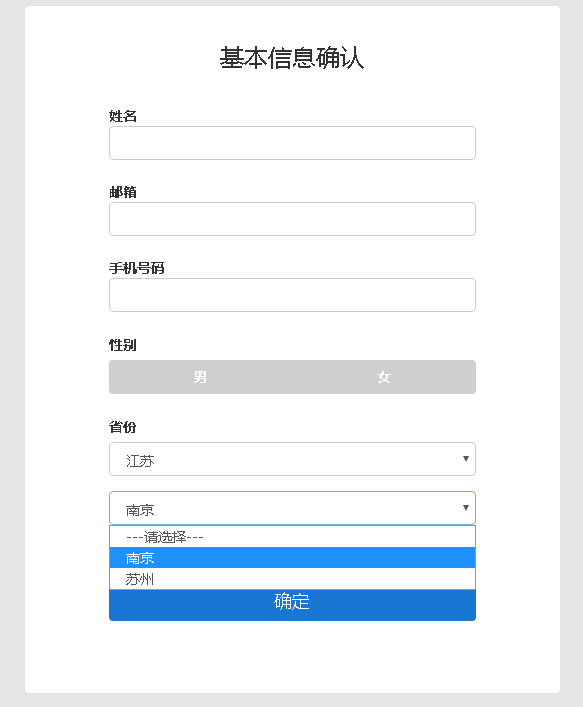 基本信息确认
姓名
邮箱
手机号码
性别
男 女
省份
江苏
南京
---请选择---
南京
苏州
确定